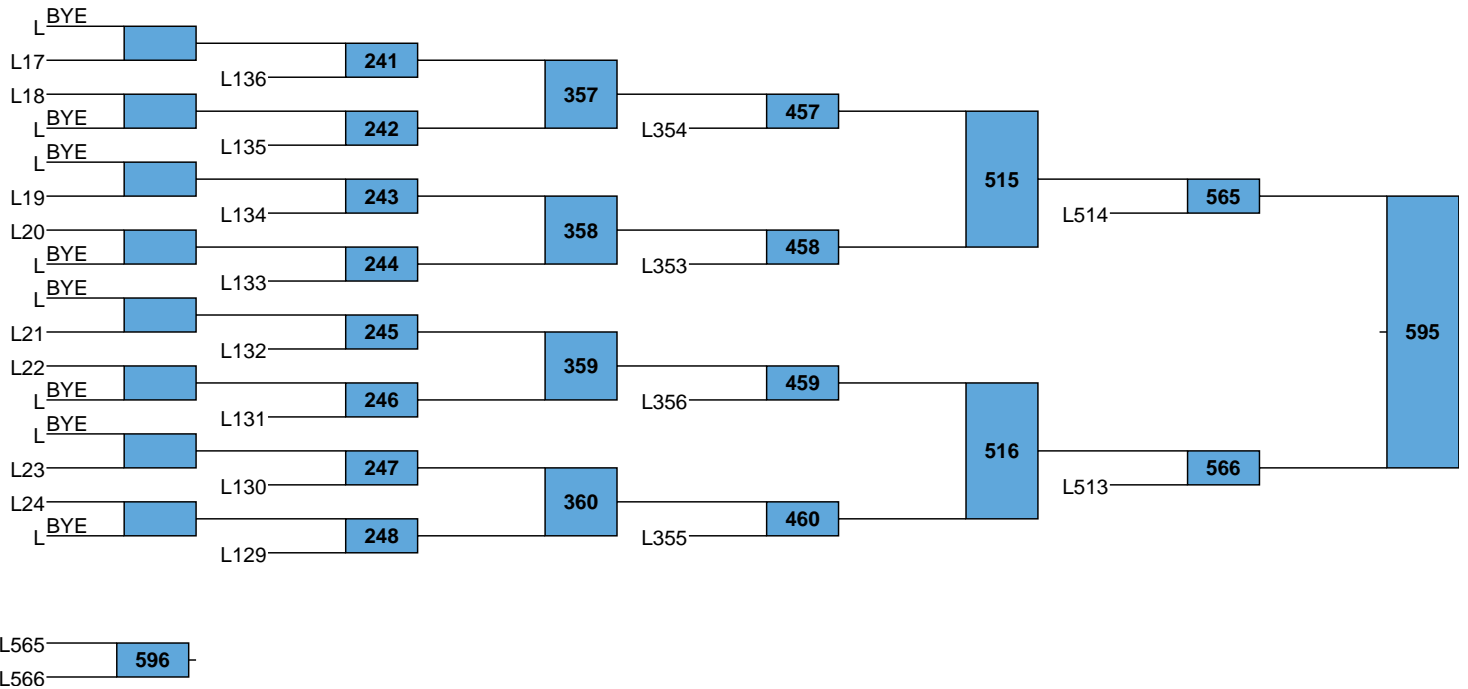 BYE
L
L17
241
L136
357
L18
457
BYE
L
242
L354
L135
BYE
L
515
L19
243
565
L134
L514
L20
358
458
BYE
L
244
L353
L133
BYE
L
L21
245
595
L132
L22
359
459
BYE
L
246
L356
L131
BYE
L
516
L23
247
566
L130
L513
L24
360
460
BYE
L
248
L355
L129
L565
596
L566